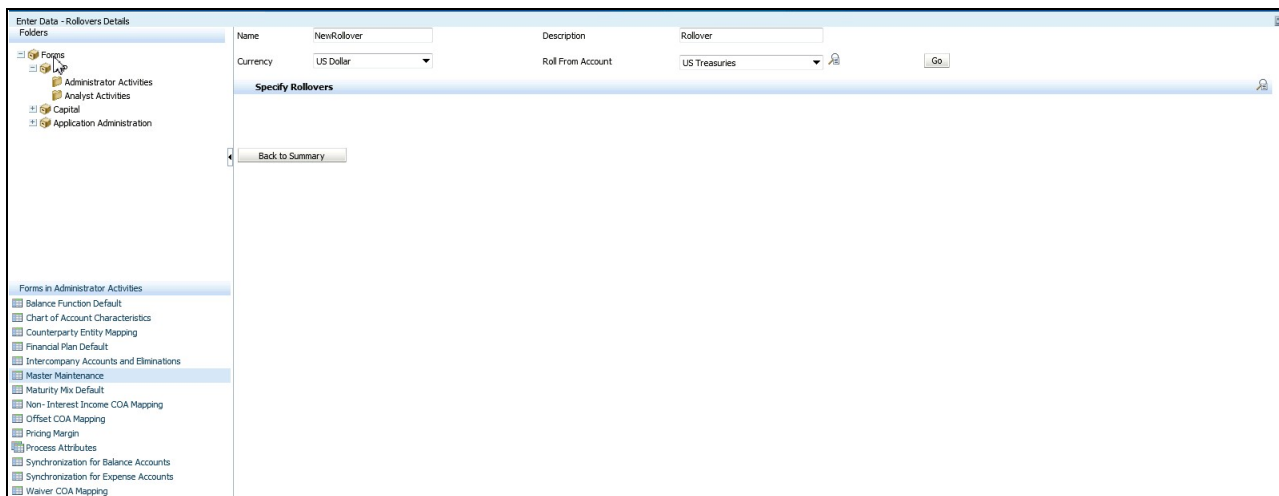 Enter Data - Rollovers Details
Folders
Forms
Administrator Activities
Analyst Activities
Capital
Application Administration
Name NewRollover Description Rollover
Currency US Dollar Roll From Account US Treasuries Go
Specify Rollovers
Back to Summary
Forms in Administrator Activities
Balance Function Default
Chart of Account Characteristics
Counterparty Entity Mapping
Financial Plan Default
Intercompany Accounts and Eliminations
Master Maintenance
Maturity Mix Default
Non- Interest Income COA Mapping
Offset COA Mapping
Pricing Margin
Process Attributes
Synchronization for Balance Accounts
Synchronization for Expense Accounts
Waiver COA Mapping